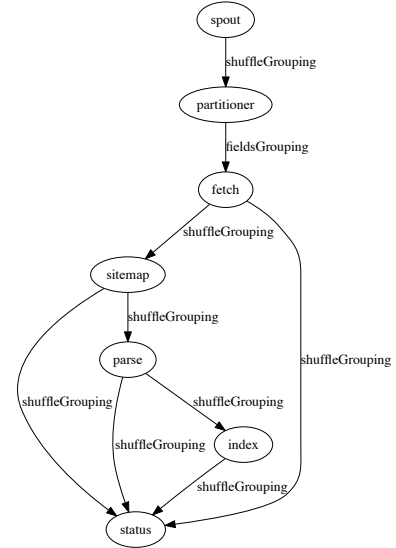 spout
shuffleGrouping
partitioner
fieldsGrouping
fetch
shuffleGrouping
sitemap
shuffleGrouping
parse
shuffleGrouping
shuffleGrouping
shuffleGrouping
shuffleGrouping
index
shuffleGrouping
status